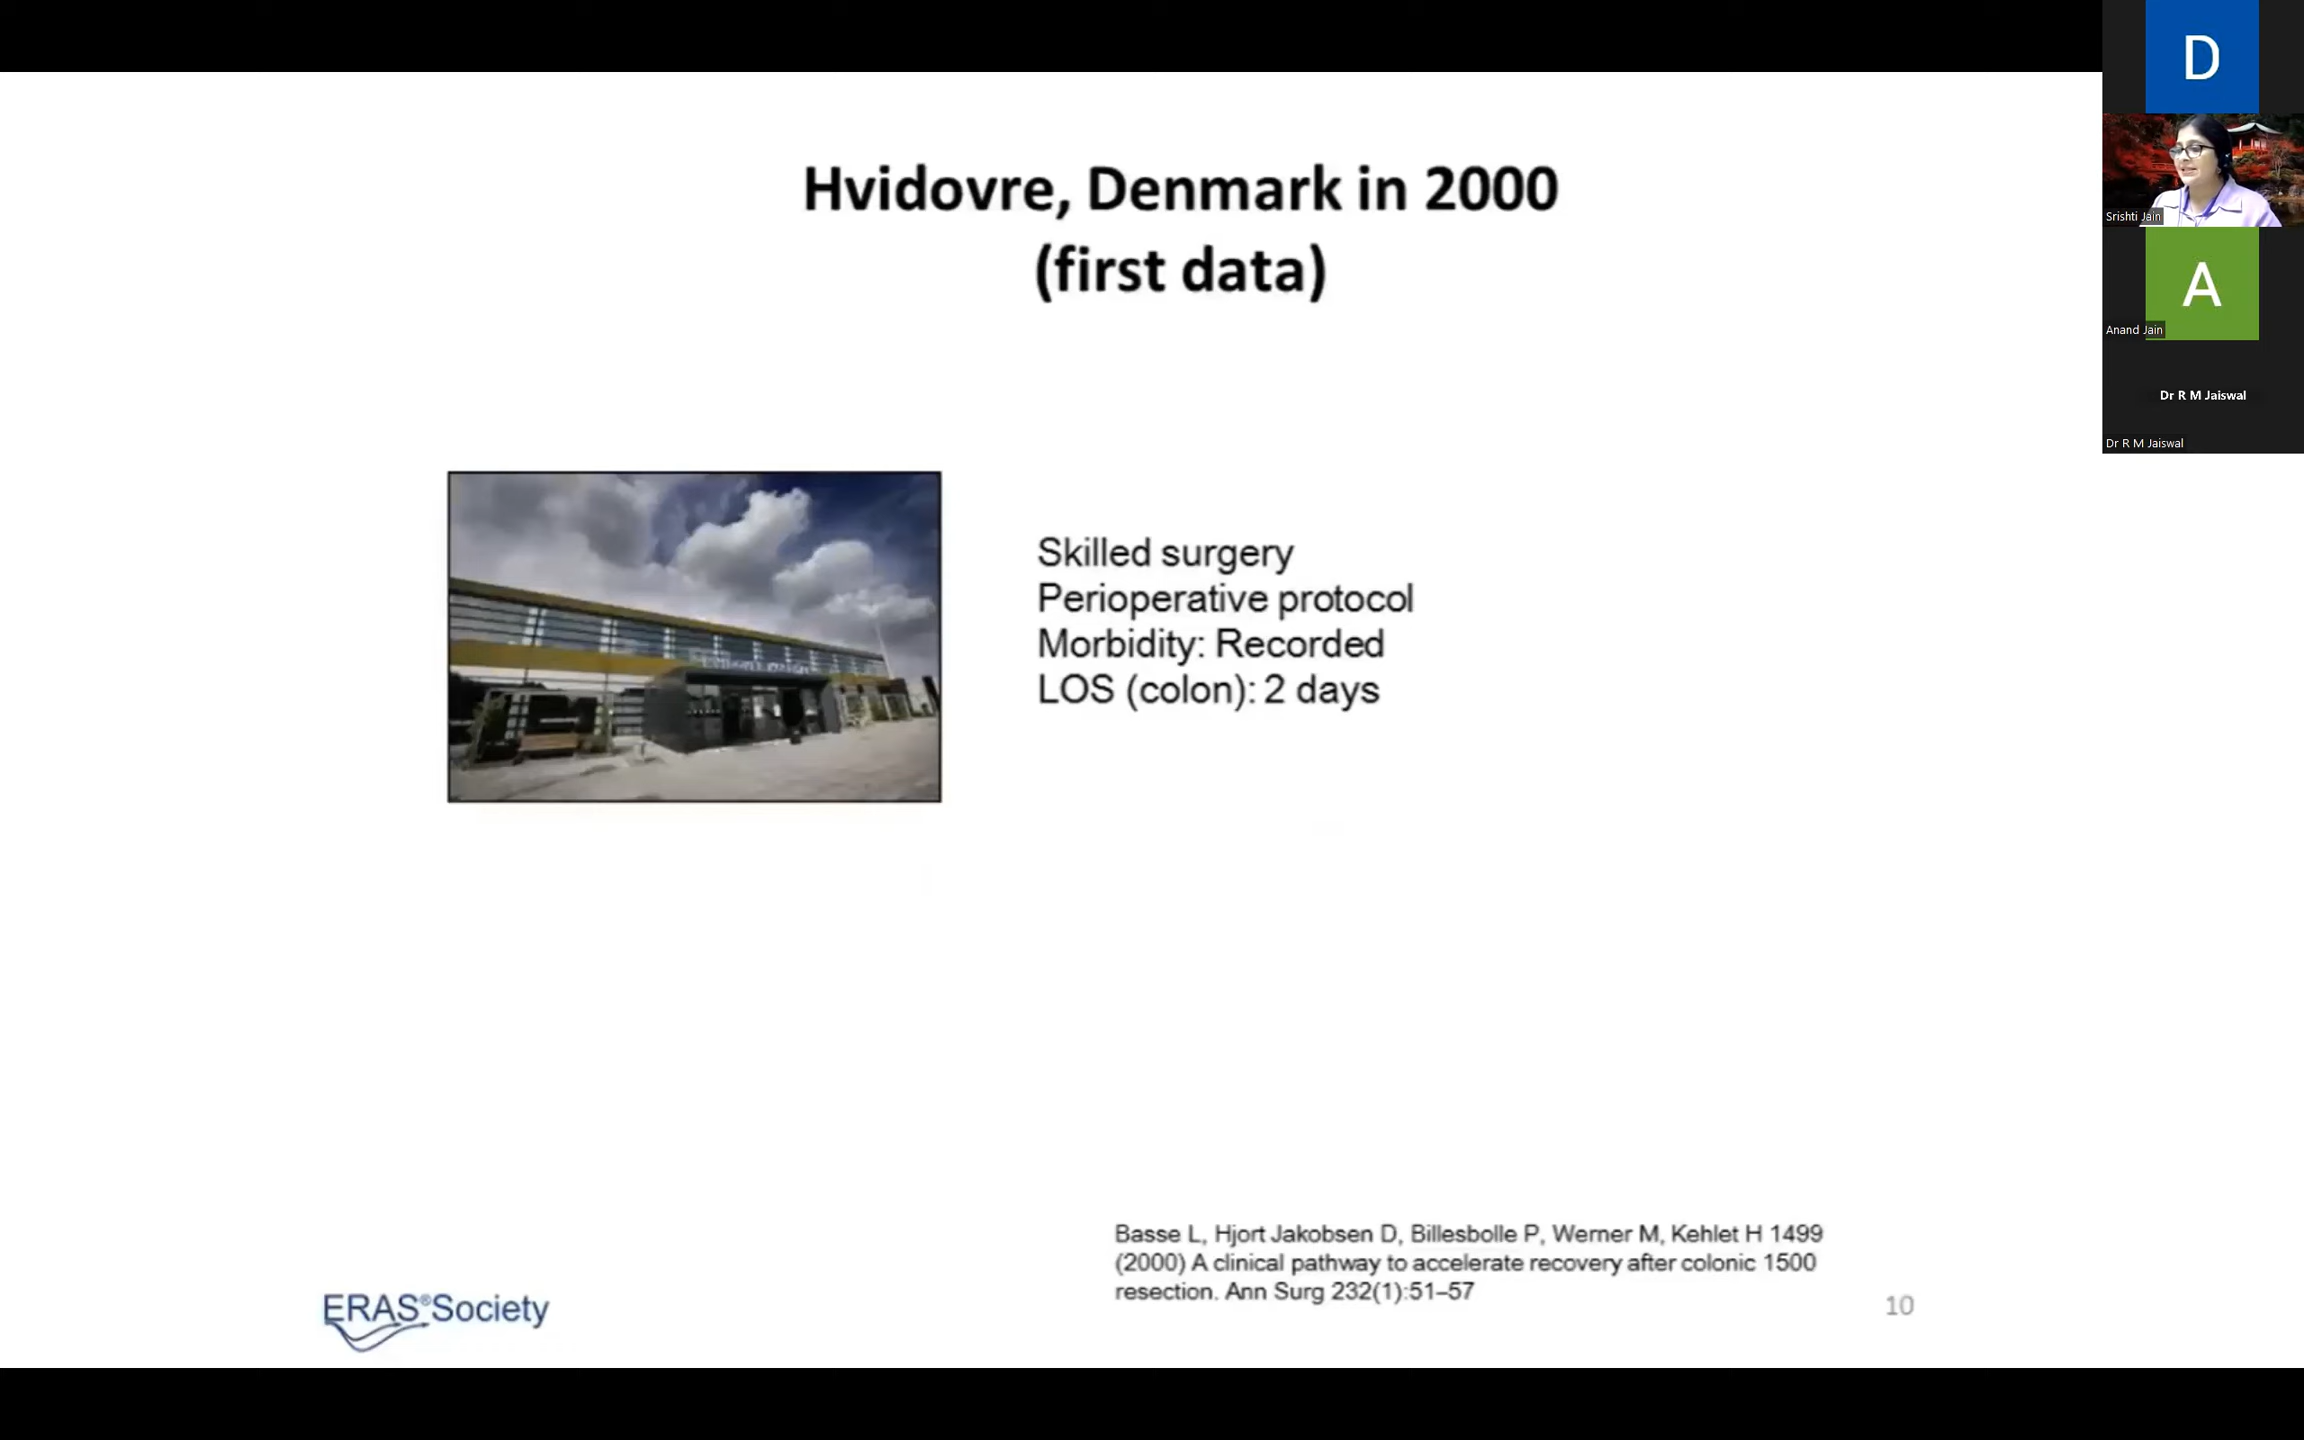 Hvidovre, Denmark in 2000
(first data)
Skilled surgery
Perioperative protocol
Morbidity: Recorded
LOS (colon): 2 days
Basse L, Hjort Jakobsen D, Billesbolle P, Werner M, Kehlet H 1499
(2000) A clinical pathway to accelerate recovery after colonic 1500
resection. Ann Surg 232(1):51–57
ERAS®Society
10
D
Srishti Jain
A
Anand Jain
Dr R M Jaiswal
Dr R M Jaiswal